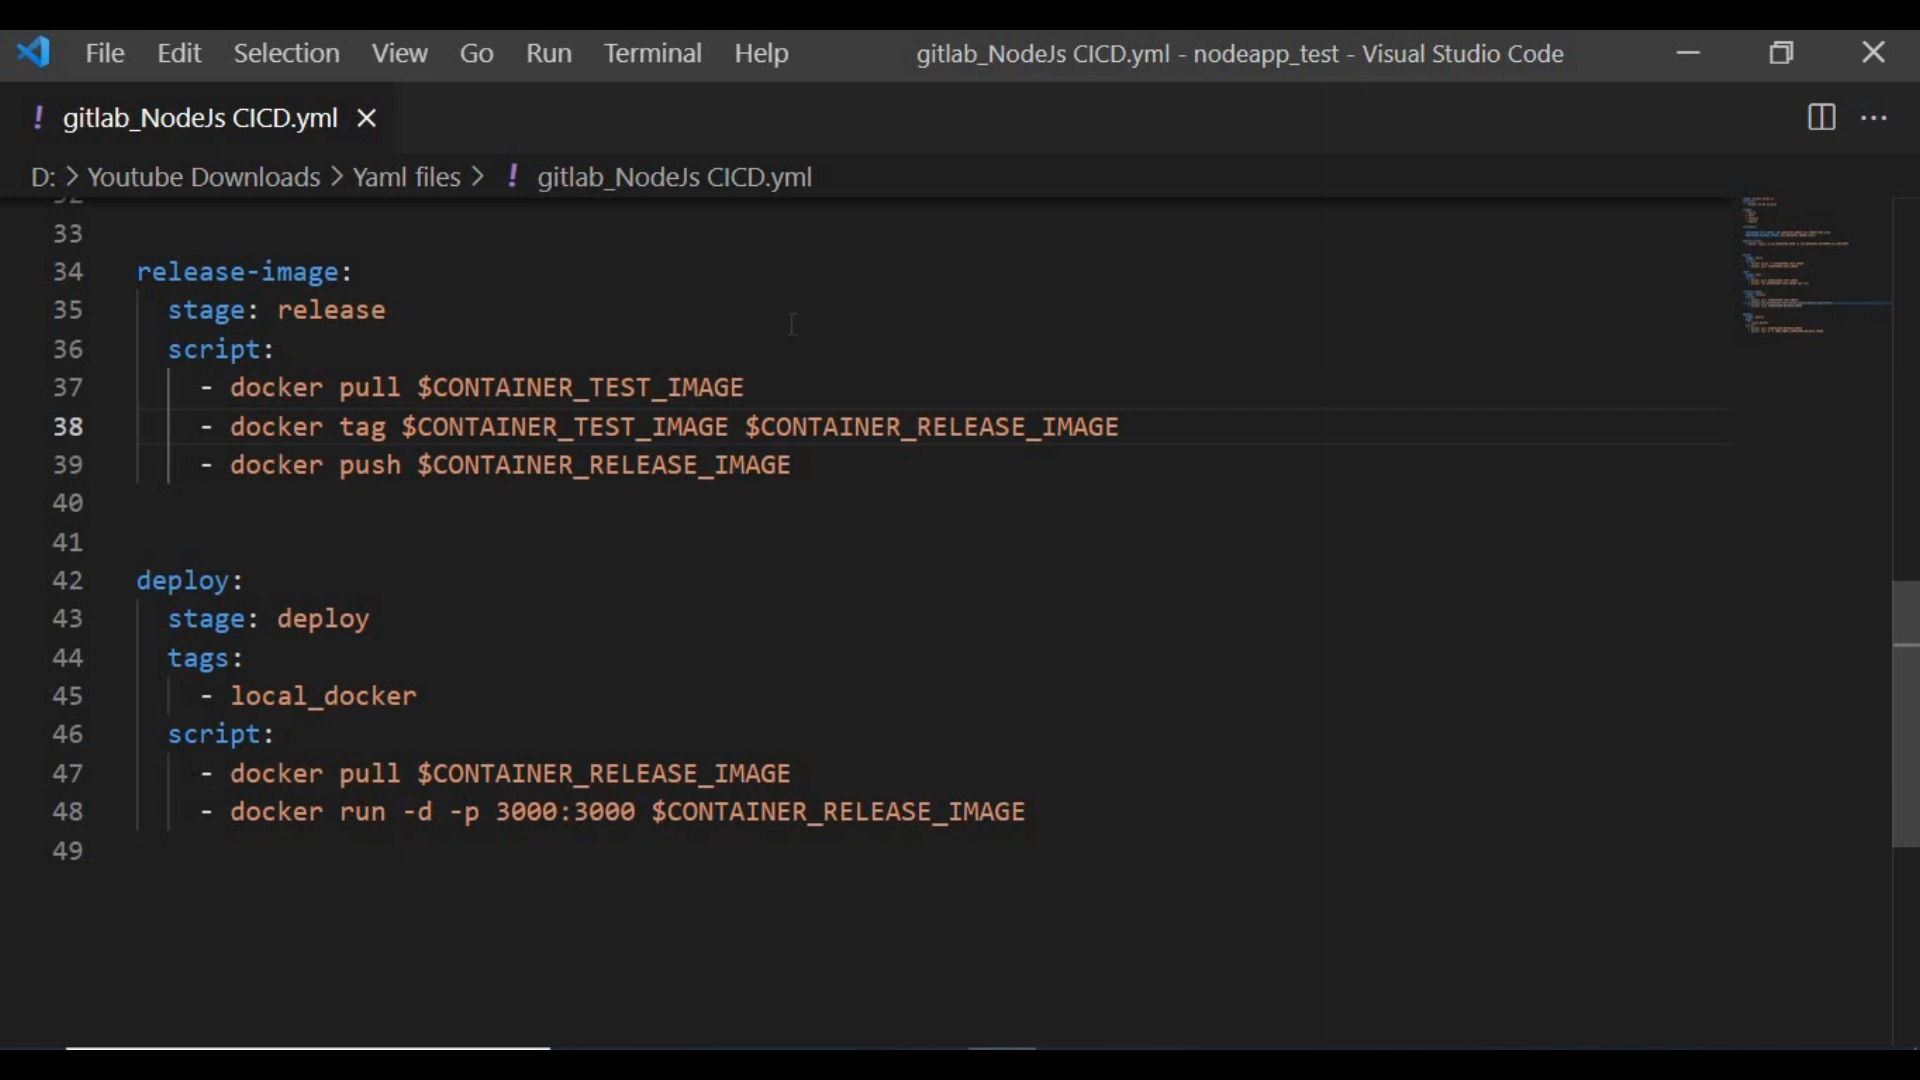 File Edit Selection View Go Run Terminal Help gitlab_NodeJs CICD.yml - nodeapp_test - Visual Studio Code
! gitlab_NodeJs CICD.yml
D: > Youtube Downloads > Yaml files > ! gitlab_NodeJs CICD.yml
32
33
34 release-image:
35 stage: release
36 script:
37 - docker pull $CONTAINER_TEST_IMAGE
38 - docker tag $CONTAINER_TEST_IMAGE $CONTAINER_RELEASE_IMAGE
39 - docker push $CONTAINER_RELEASE_IMAGE
40
41
42 deploy:
43 stage: deploy
44 tags:
45 - local_docker
46 script:
47 - docker pull $CONTAINER_RELEASE_IMAGE
48 - docker run -d -p 3000:3000 $CONTAINER_RELEASE_IMAGE
49